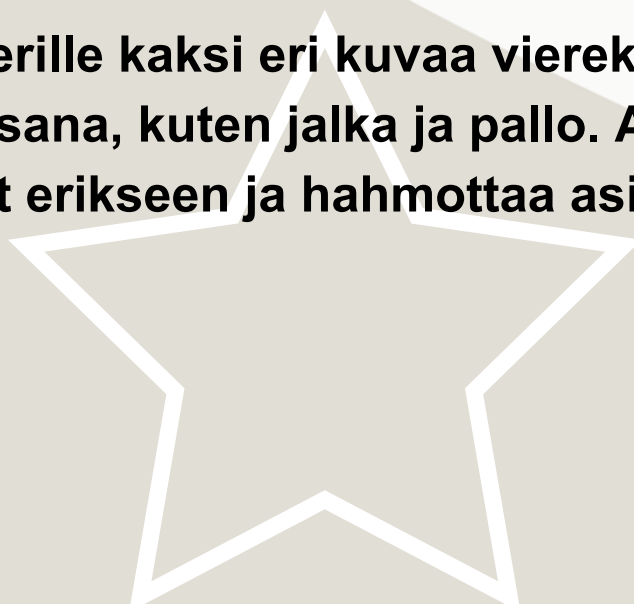 erille kaksi eri kuvaa vierek
sana, kuten jalka ja pallo. A
t erikseen ja hahmottaa asi